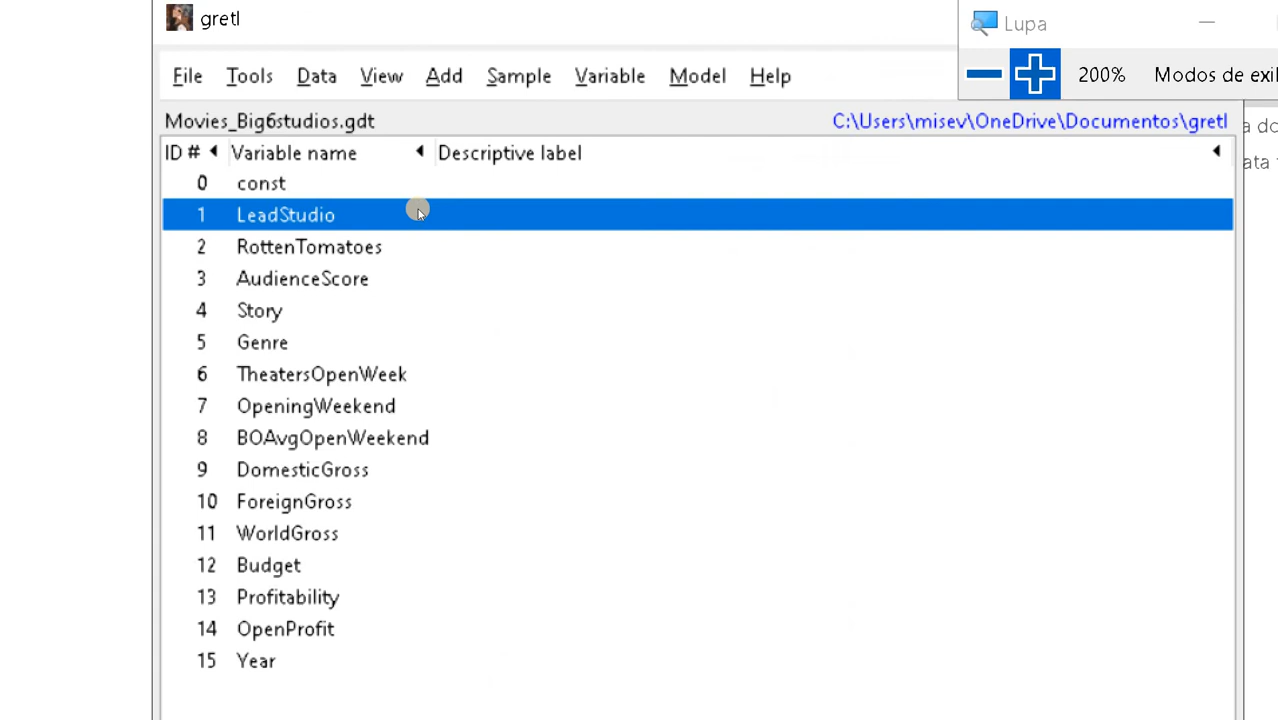 gretl
Lupa
File Tools Data View Add Sample Variable Model Help
200% Modos de exi
Movies_Big6studios.gdt C:\Users\misev\OneDrive\Documentos\gretl
ID # Variable name Descriptive label
0 const
1 LeadStudio
2 RottenTomatoes
3 AudienceScore
4 Story
5 Genre
6 TheatersOpenWeek
7 OpeningWeekend
8 BOAvgOpenWeekend
9 DomesticGross
10 ForeignGross
11 WorldGross
12 Budget
13 Profitability
14 OpenProfit
15 Year